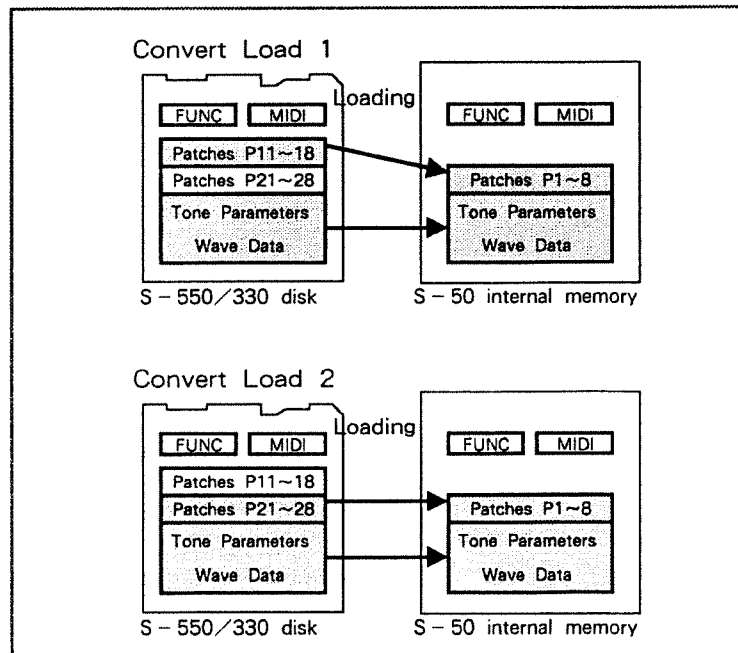 Convert Load 1
Loading
FUNC MIDI FUNC MIDI
Patches P11~18
Patches P21~28 Patches P1~8
Tone Parameters Tone Parameters
Wave Data Wave Data
S-550/330 disk S-50 internal memory
Convert Load 2
Loading
FUNC MIDI FUNC MIDI
Patches P11~18
Patches P21~28 Patches P1~8
Tone Parameters Tone Parameters
Wave Data Wave Data
S-550/330 disk S-50 internal memory